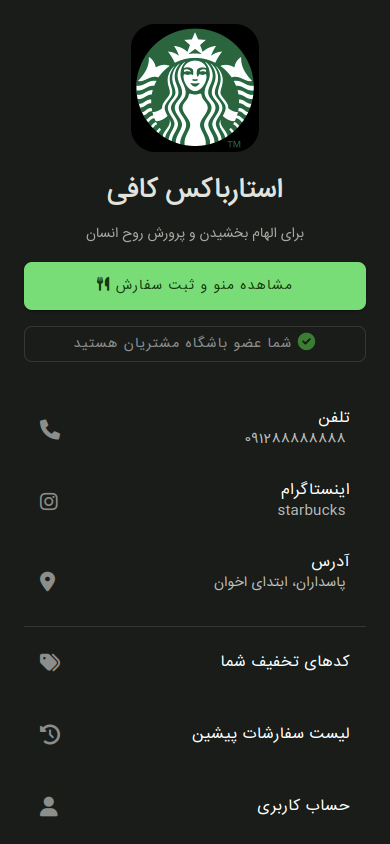 TM
استارباکس کافی
برای الهام بخشیدن و پرورش روح انسان
مشاهده منو و ثبت سفارش
شما عضو باشگاه مشتریان هستید
تلفن
۰۹۱۲۸۸۸۸۸۸۸
اینستاگرام
starbucks
آدرس
پاسداران، ابتدای اخوان
کدهای تخفیف شما
لیست سفارشات پیشین
حساب کاربری